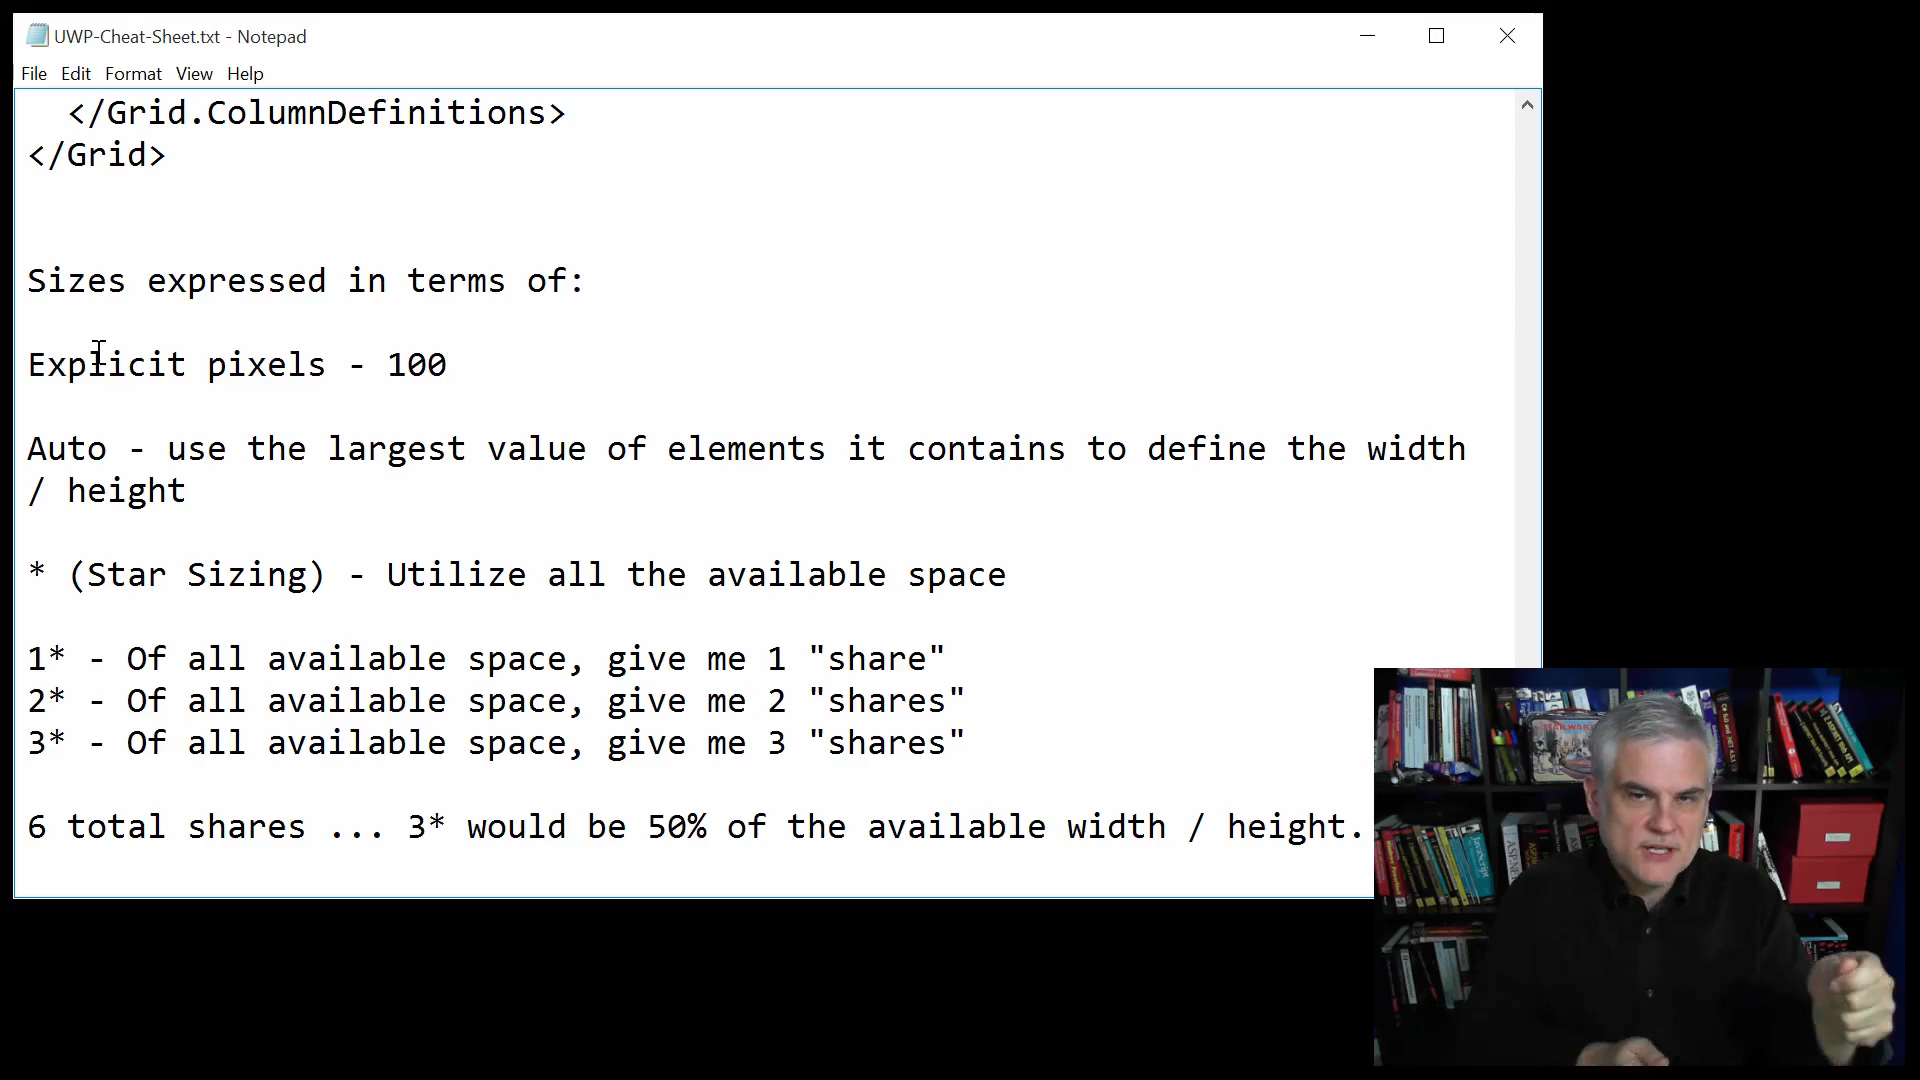 UWP-Cheat-Sheet.txt - Notepad
File Edit Format View Help
</Grid.ColumnDefinitions>
</Grid>
Sizes expressed in terms of:
Explicit pixels - 100
Auto - use the largest value of elements it contains to define the width
/ height
* (Star Sizing) - Utilize all the available space
1* - Of all available space, give me 1 "share"
2* - Of all available space, give me 2 "shares"
3* - Of all available space, give me 3 "shares"
6 total shares ... 3* would be 50% of the available width / height.